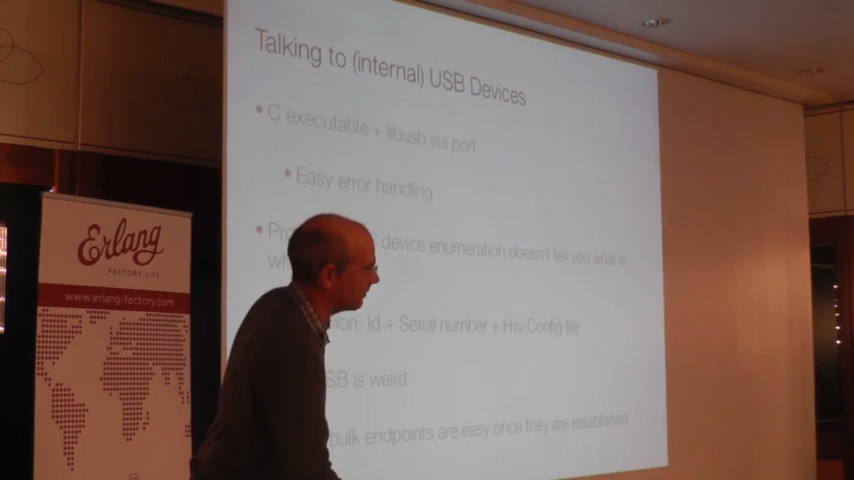 Talking to (internal) USB Devices
• C executable + libusb via port
• Easy error handling
• device enumeration doesn't tell you what is
Id + Serial number + Hw-Config file
USB is weird
bulk endpoints are easy once they are established
Erlang
FACTORY LITE
www.erlang-factory.com